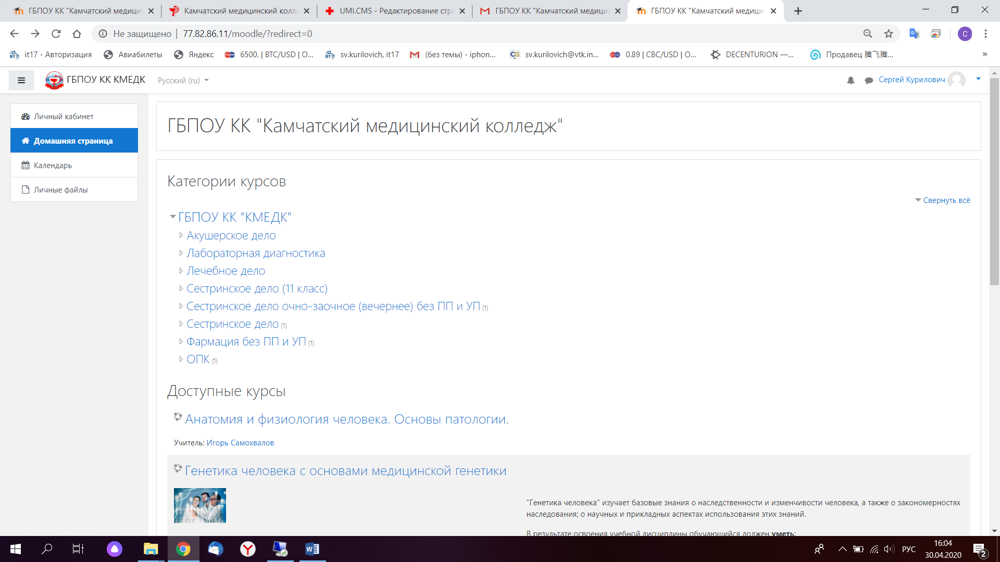 ГБПОУ КК "Камчатский медици
Камчатский медицинский колле
UMI.CMS - Редактирование стра
ГБПОУ КК "Камчатский медици
ГБПОУ КК "Камчатский медици
Не защищено | 77.82.86.11/moodle/?redirect=0
С
it17 - Авторизация
Авиабилеты
Яндекс
6500. | BTC/USD | О...
sv.kurilovich, it17
(без темы) - iphon...
sv.kurilovich@vtk.in...
0.89 | CBC/USD | О...
DECENTURION —...
Продавец 腾飞腾...
»
ГБПОУ КК КМЕДК
Русский (ru)
Сергей Курилович
Личный кабинет
Домашняя страница
Календарь
Личные файлы
ГБПОУ КК "Камчатский медицинский колледж"
Категории курсов
Свернуть всё
ГБПОУ КК "КМЕДК"
Акушерское дело
Лабораторная диагностика
Лечебное дело
Сестринское дело (11 класс)
Сестринское дело очно-заочное (вечернее) без ПП и УП (1)
Сестринское дело (1)
Фармация без ПП и УП (1)
ОПК (1)
Доступные курсы
Анатомия и физиология человека. Основы патологии.
Учитель: Игорь Самохвалов
Генетика человека с основами медицинской генетики
"Генетика человека" изучает базовые знания о наследственности и изменчивости человека, а также о закономерностях
наследования; о научных и прикладных аспектах использования этих знаний.
В результате освоения учебной дисциплины обучающийся должен уметь:
РУС
16:04
30.04.2020
2